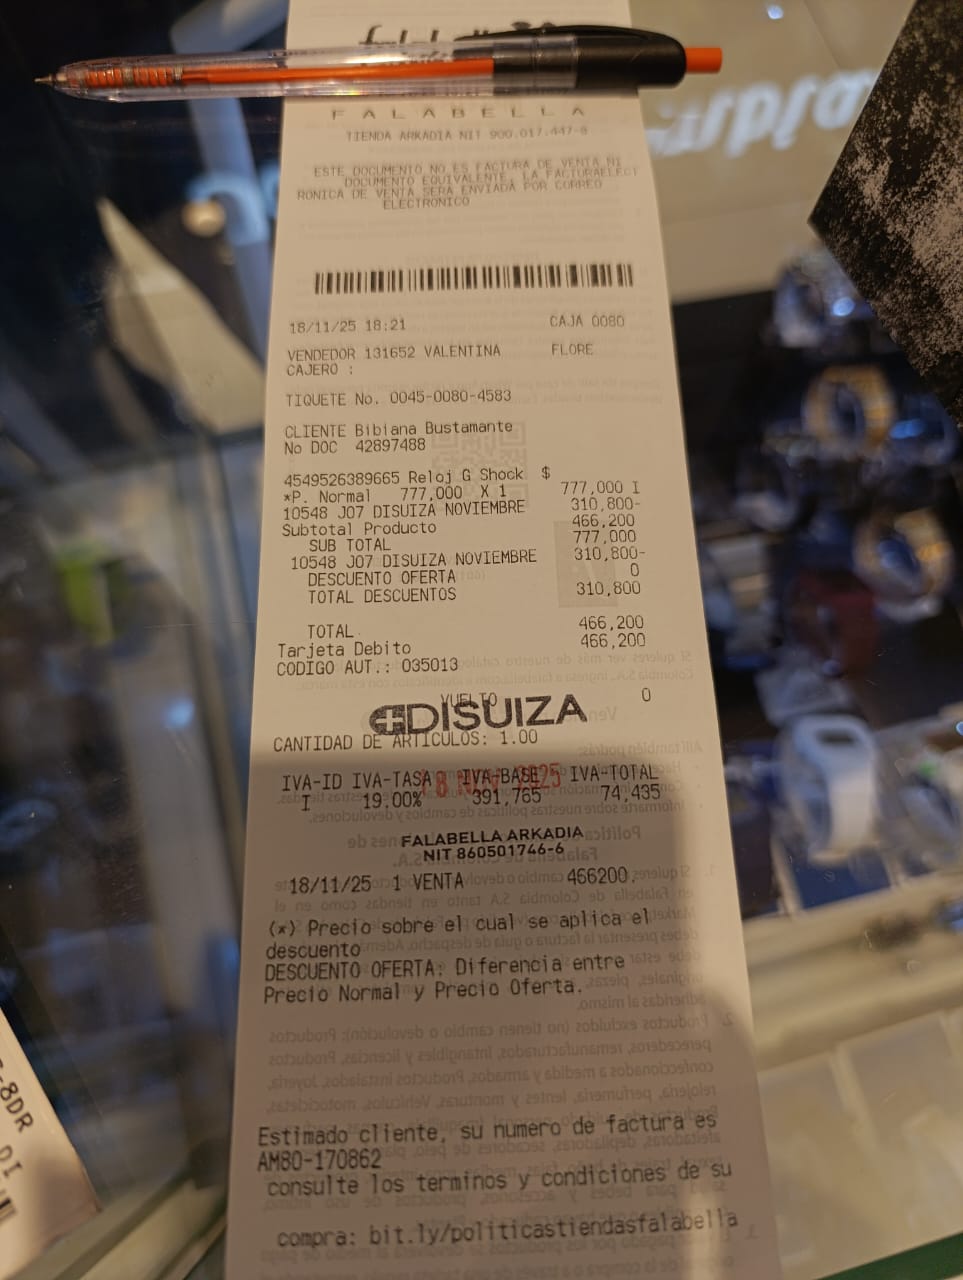 FALABELLA
TIENDA ARKADIA NIT 900.017.447-8
ESTE DOCUMENTO NO ES FACTURA DE VENTA NI
DOCUMENTO EQUIVALENTE, LA FACTURAELECT
RONICA DE VENTA SERA ENVIADA POR CORREO
ELECTRONICO
18/11/25 18:21 CAJA 0080
VENDEDOR 131652 VALENTINA FLORE
CAJERO :
TIQUETE No. 0045-0080-4583
CLIENTE Bibiana Bustamante
No DOC 42897488
4549526389665 Reloj G Shock $
*P. Normal 777,000 X 1 777,000 I
10548 J07 DISUIZA NOVIEMBRE 310,800-
Subtotal Producto 466,200
SUB TOTAL 777,000
10548 J07 DISUIZA NOVIEMBRE 310,800-
DESCUENTO OFERTA 0
TOTAL DESCUENTOS 310,800
TOTAL 466,200
Tarjeta Debito 466,200
CODIGO AUT.: 035013
VUELTO 0
DISUIZA
CANTIDAD DE ARTICULOS: 1.00
IVA-ID IVA-TASA IVA-BASE IVA-TOTAL
18 NOV 2025
I 19.00% 391,765 74,435
FALABELLA ARKADIA
NIT 860501746-6
18/11/25 1 VENTA 466200.
(*) Precio sobre el cual se aplica el
descuento
DESCUENTO OFERTA: Diferencia entre
Precio Normal y Precio Oferta.
Estimado cliente, su numero de factura es
AM80-170862
consulte los terminos y condiciones de su
compra: bit.ly/politicastiendasfalabella
-8DR